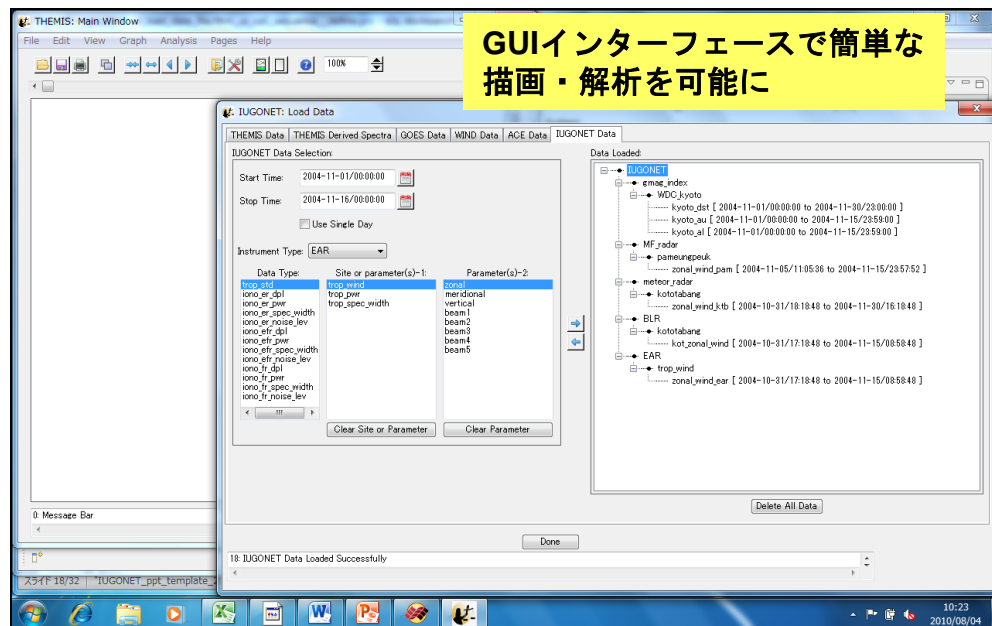 THEMIS: Main Window
File Edit View Graph Analysis Pages Help
100%
GUIインターフェースで簡単な
描画・解析を可能に
IUGONET: Load Data
THEMIS Data THEMIS Derived Spectra GOES Data WIND Data ACE Data IUGONET Data
IUGONET Data Selection:
Start Time: 2004-11-01/00:00:00
Stop Time: 2004-11-16/00:00:00
Use Single Day
Instrument Type: EAR
Data Type:
trop_std
iono_er_dpl
iono_er_pwr
iono_er_spec_width
iono_er_noise_lev
iono_efr_dpl
iono_efr_pwr
iono_efr_spec_width
iono_efr_noise_lev
iono_fr_dpl
iono_fr_pwr
iono_fr_spec_width
iono_fr_noise_lev
Site or parameter(s)-1:
trop_wind
trop_pwr
trop_spec_width
Clear Site or Parameter
Parameter(s)-2:
zonal
meridional
vertical
beam1
beam2
beam3
beam4
beam5
Clear Parameter
Data Loaded:
IUGONET
gmag_index
WDC_kyoto
kyoto_dst [ 2004-11-01/00:00:00 to 2004-11-30/23:00:00 ]
kyoto_au [ 2004-11-01/00:00:00 to 2004-11-15/23:59:00 ]
kyoto_al [ 2004-11-01/00:00:00 to 2004-11-15/23:59:00 ]
MF_radar
pameungpeuk
zonal_wind_pam [ 2004-11-05/11:05:36 to 2004-11-15/23:57:52 ]
meteor_radar
kototabang
zonal_wind_ktb [ 2004-10-31/18:18:48 to 2004-11-30/16:18:48 ]
BLR
kototabang
kot_zonal_wind [ 2004-10-31/17:18:48 to 2004-11-15/08:58:48 ]
EAR
trop_wind
zonal_wind_ear [ 2004-10-31/17:18:48 to 2004-11-15/08:58:48 ]
Delete All Data
Done
0: Message Bar
18: IUGONET Data Loaded Successfully
スライド 18/32 "IUGONET_ppt_template_2
10:23
2010/08/04